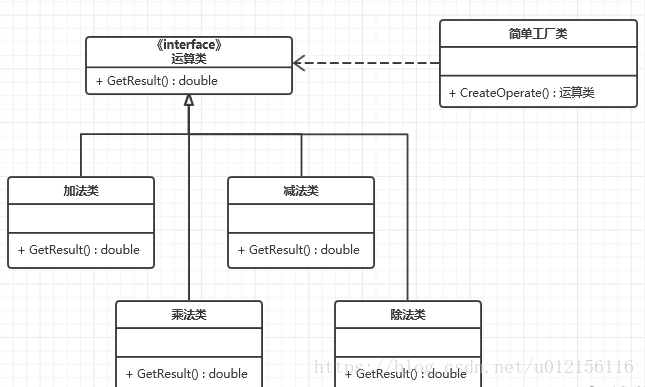 《interface》
运算类
+ GetResult() : double
简单工厂类
+ CreateOperate() : 运算类
加法类
+ GetResult() : double
减法类
+ GetResult() : double
乘法类
+ GetResult() : double
除法类
+ GetResult() : double
https://blog.csdn.net/u012156116